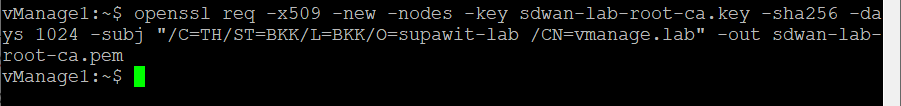 vManage1:~$ openssl req -x509 -new -nodes -key sdwan-lab-root-ca.key -sha256 -da
ys 1024 -subj "/C=TH/ST=BKK/L=BKK/O=supawit-lab /CN=vmanage.lab" -out sdwan-lab-
root-ca.pem
vManage1:~$